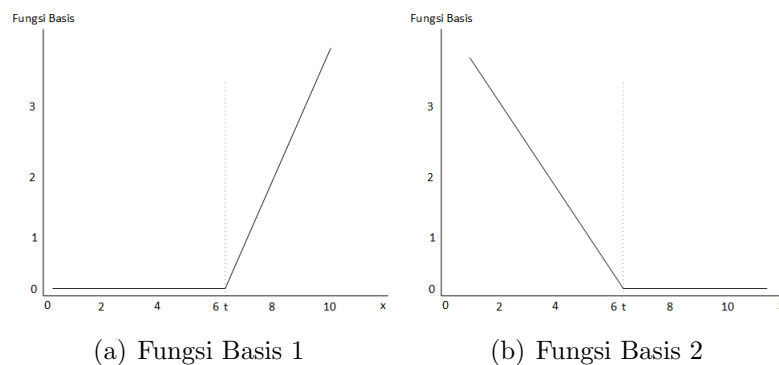 Fungsi Basis
3
2
1
0
0 2 4 6 t 8 10 x
(a) Fungsi Basis 1
Fungsi Basis
3
2
1
0
0 2 4 6 t 8 10
(b) Fungsi Basis 2